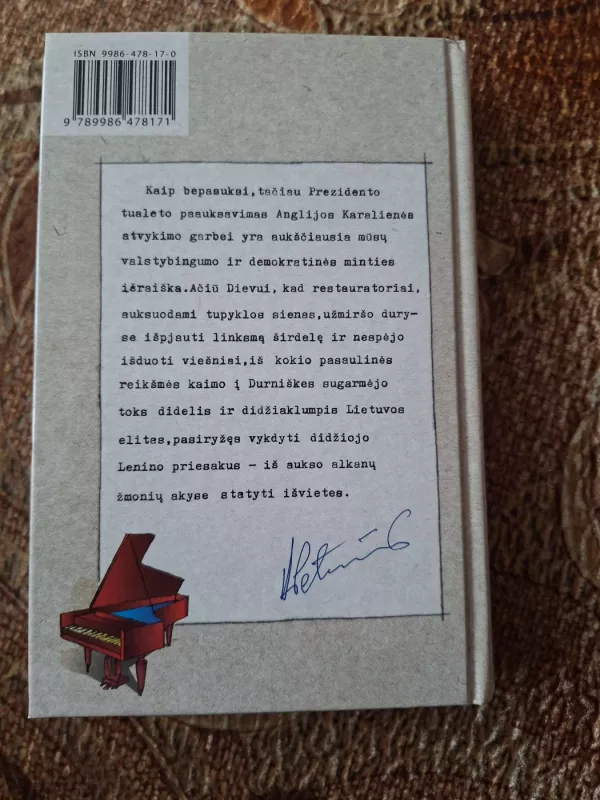 ISBN 9986-478-17-0
9 789986 478171
Kaip bepasuksi,tačiau Prezidento
tualeto paauksavimas Anglijos Karalienės
atvykimo garbei yra aukščiausia mūsų
valstybingumo ir demokratinės minties
išraiška.Ačiū Dievui, kad restauratoriai,
auksuodami tupyklos sienas,užmiršo dury-
se išpjauti linksmą širdelę ir nespėjo
išduoti viešniai,iš kokio pasaulinės
reikšmės kaimo į Durniškes sugarmėjo
toks didelis ir didžiaklumpis Lietuvos
elitas,pasiryžęs vykdyti didžiojo
Lenino priesakus - iš aukso alkanų
žmonių akyse statyti išvietes.